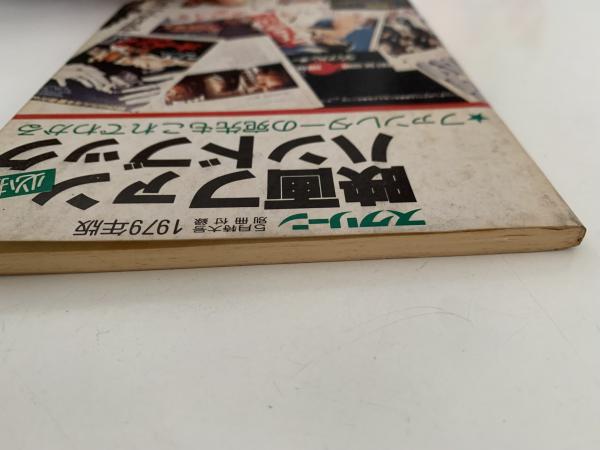 スクリーン
5月特大号
別冊付録
1979年版
映画ファン
ハンドブック
★ファンレターの宛先もこれでわかる